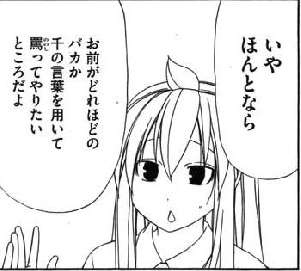 いや
ほんとなら
お前がどれほどの
バカか
千の言葉を用いて
罵ってやりたい
ところだよ